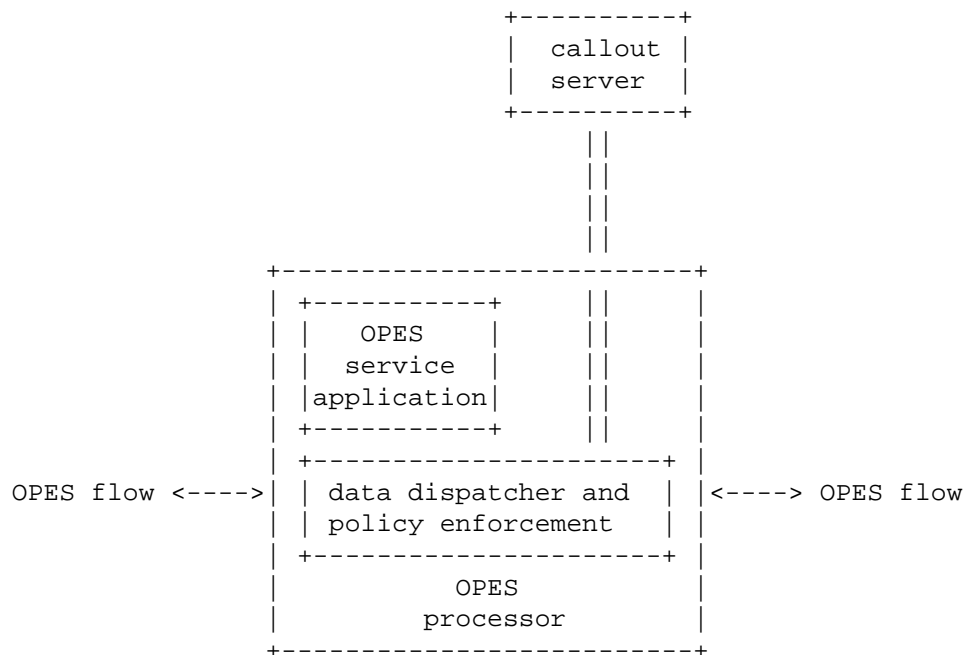 callout
server
OPES
service
application
OPES flow <----> data dispatcher and <----> OPES flow
policy enforcement
OPES
processor